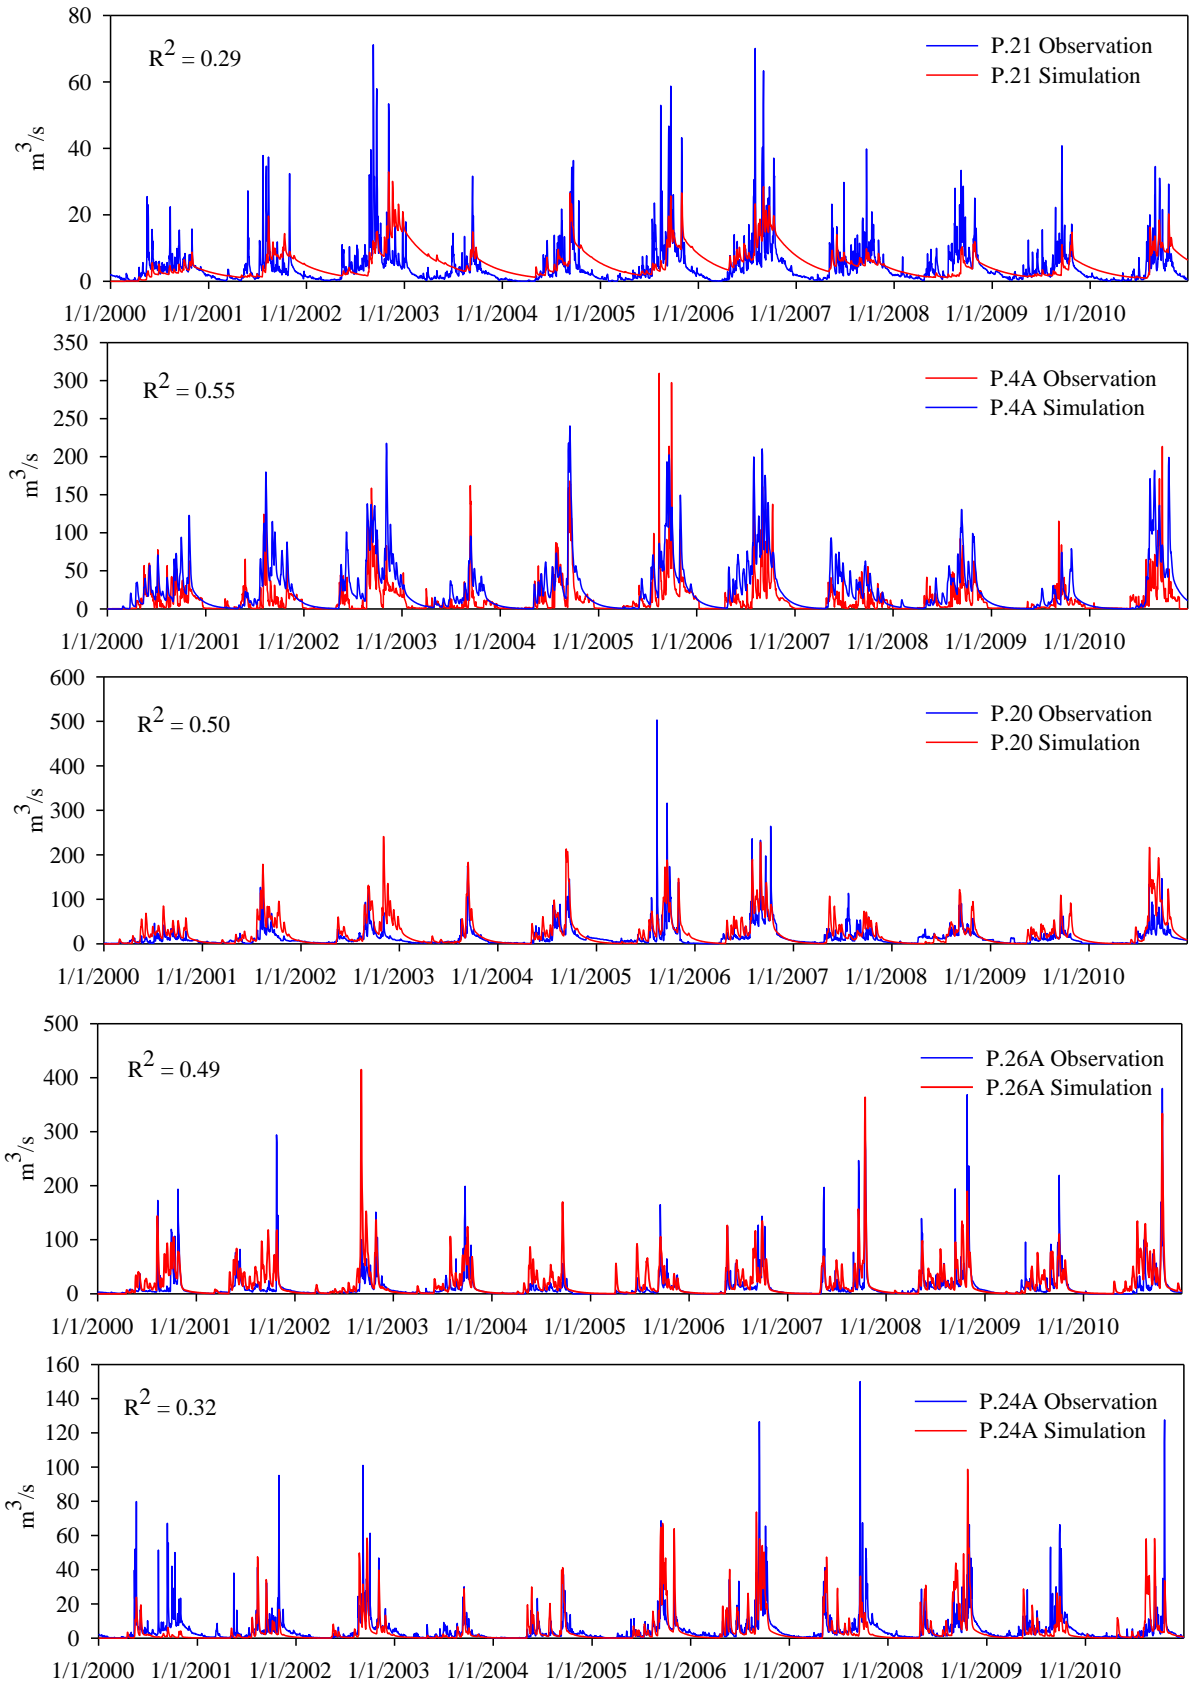 80
60
40
20
0
m3/s
R2 = 0.29
P.21 Observation
P.21 Simulation
1/1/2000 1/1/2001 1/1/2002 1/1/2003 1/1/2004 1/1/2005 1/1/2006 1/1/2007 1/1/2008 1/1/2009 1/1/2010
350
300
250
200
150
100
50
0
m3/s
R2 = 0.55
P.4A Observation
P.4A Simulation
1/1/2000 1/1/2001 1/1/2002 1/1/2003 1/1/2004 1/1/2005 1/1/2006 1/1/2007 1/1/2008 1/1/2009 1/1/2010
600
500
400
300
200
100
0
m3/s
R2 = 0.50
P.20 Observation
P.20 Simulation
1/1/2000 1/1/2001 1/1/2002 1/1/2003 1/1/2004 1/1/2005 1/1/2006 1/1/2007 1/1/2008 1/1/2009 1/1/2010
500
400
300
200
100
0
m3/s
R2 = 0.49
P.26A Observation
P.26A Simulation
1/1/2000 1/1/2001 1/1/2002 1/1/2003 1/1/2004 1/1/2005 1/1/2006 1/1/2007 1/1/2008 1/1/2009 1/1/2010
160
140
120
100
80
60
40
20
0
m3/s
R2 = 0.32
P.24A Observation
P.24A Simulation
1/1/2000 1/1/2001 1/1/2002 1/1/2003 1/1/2004 1/1/2005 1/1/2006 1/1/2007 1/1/2008 1/1/2009 1/1/2010